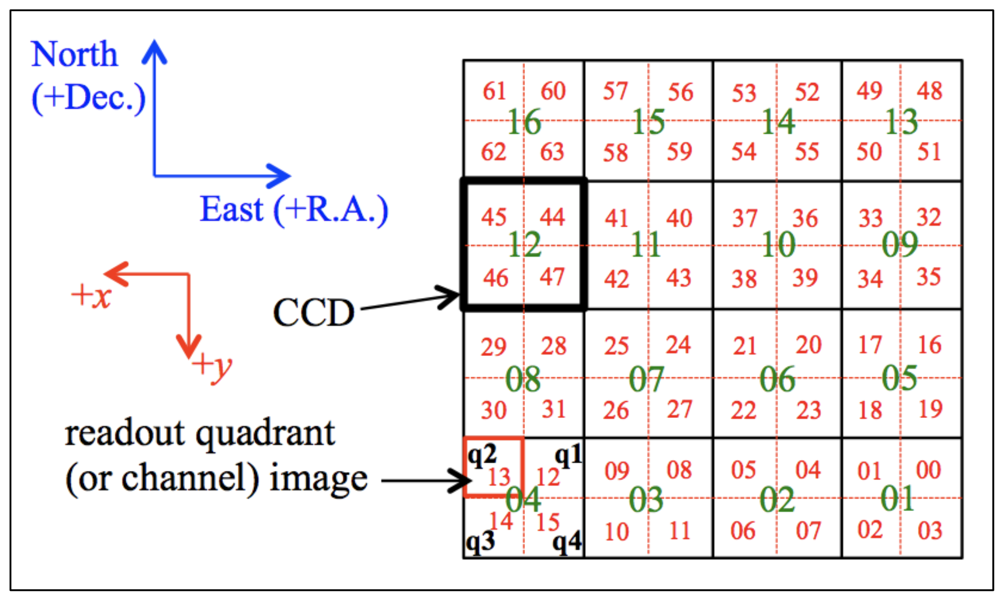 North
(+Dec.)
East (+R.A.)
+x
+y
CCD
readout quadrant
(or channel) image
61 60 57 56 53 52 49 48
16 15 14 13
62 63 58 59 54 55 50 51
45 44 41 40 37 36 33 32
12 11 10 09
46 47 42 43 38 39 34 35
29 28 25 24 21 20 17 16
08 07 06 05
30 31 26 27 22 23 18 19
q2 q1
13 12 09 08 05 04 01 00
04 03 02 01
14 15 10 11 06 07 02 03
q3 q4